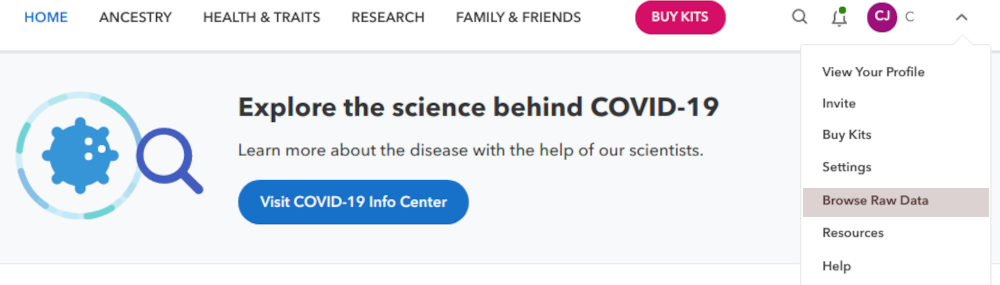 HOME ANCESTRY HEALTH & TRAITS RESEARCH FAMILY & FRIENDS BUY KITS CJ C
Explore the science behind COVID-19
Learn more about the disease with the help of our scientists.
Visit COVID-19 Info Center
View Your Profile
Invite
Buy Kits
Settings
Browse Raw Data
Resources
Help